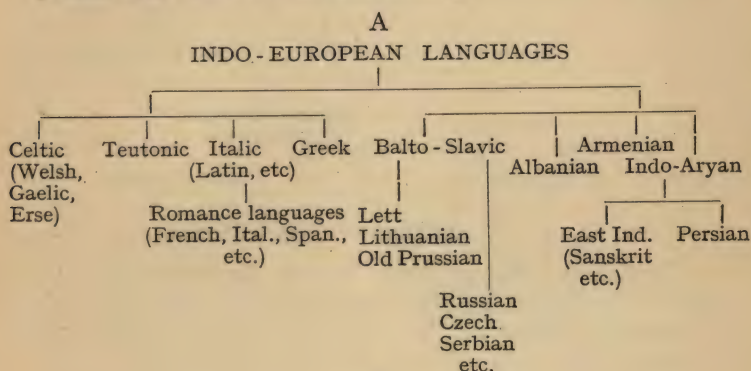 A
INDO-EUROPEAN LANGUAGES
Celtic
(Welsh,
Gaelic,
Erse)
Teutonic
Italic
(Latin, etc)
Romance languages
(French, Ital., Span.,
etc.)
Greek
Balto-Slavic
Lett
Lithuanian
Old Prussian
Russian
Czech
Serbian
etc.
Albanian
Armenian
Indo-Aryan
East Ind.
(Sanskrit
etc.)
Persian